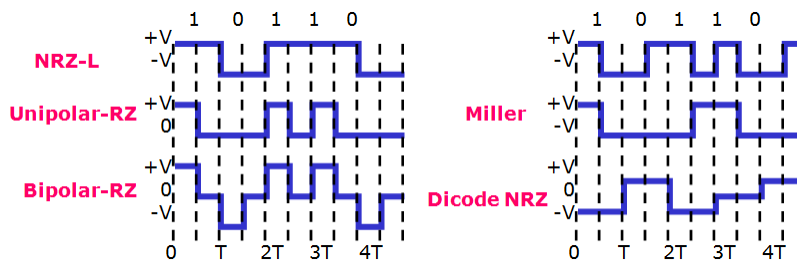 1 0 1 1 0
+V
-V
NRZ-L
+V
0
Unipolar-RZ
+V
0
-V
Bipolar-RZ
0 T 2T 3T 4T
1 0 1 1 0
+V
-V
+V
-V
Miller
+V
0
-V
Dicode NRZ
0 T 2T 3T 4T